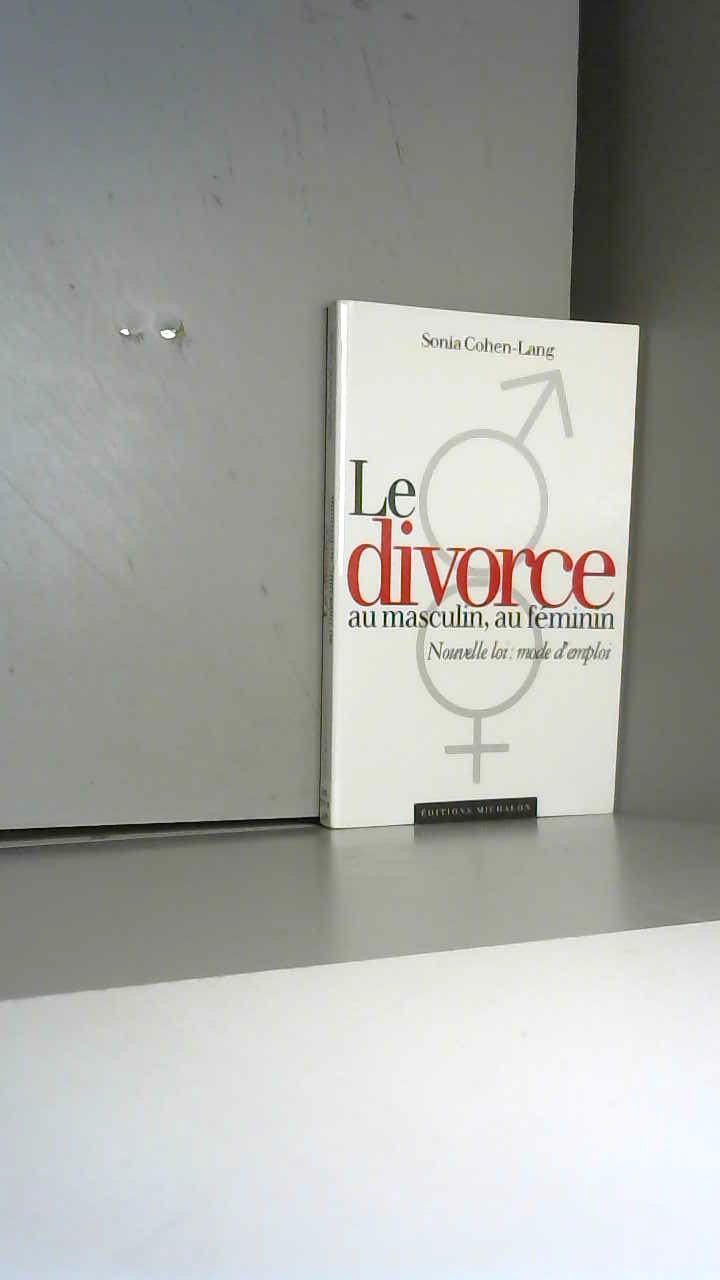 Sonia Cohen-Lang
Le
divorce
au masculin, au féminin
Nouvelle loi : mode d'emploi
ÉDITIONS MICHALON